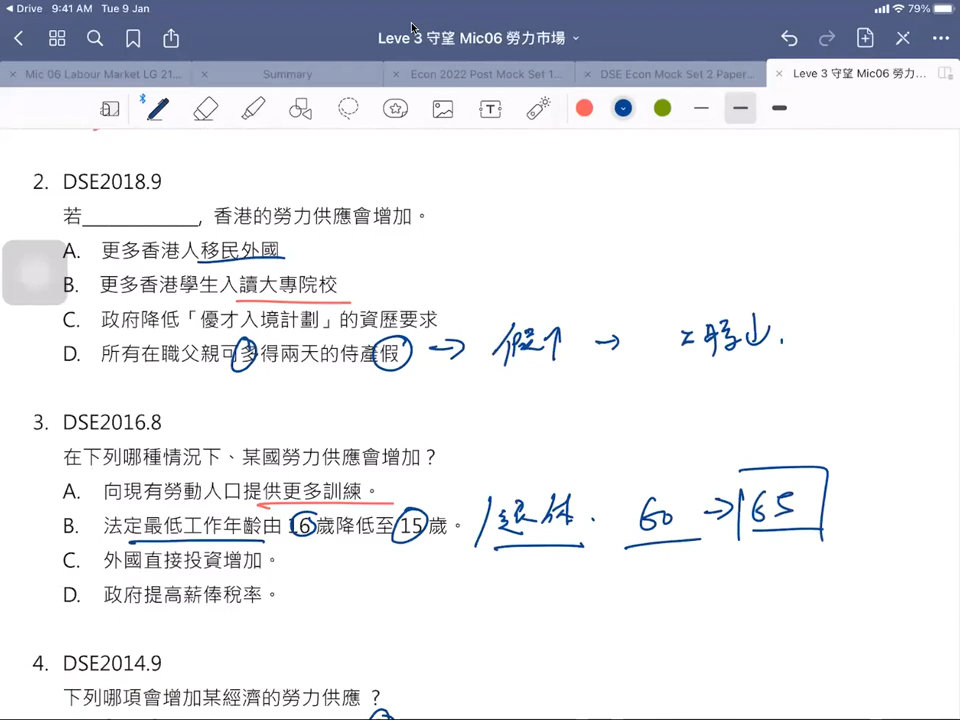 Drive 9:41 AM Tue 9 Jan 79%
Leve 3 守望 Mic06 勞力市場
Mic 06 Labour Market LG 21...
Summary
Econ 2022 Post Mock Set 1...
DSE Econ Mock Set 2 Paper...
Leve 3 守望 Mic06 勞力...
2. DSE2018.9
若____________, 香港的勞力供應會增加。
A. 更多香港人移民外國
B. 更多香港學生入讀大專院校
C. 政府降低「優才入境計劃」的資歷要求
D. 所有在職父親可多得兩天的侍產假 → 假↑ → 工時↓.
3. DSE2016.8
在下列哪種情況下、某國勞力供應會增加？
A. 向現有勞動人口提供更多訓練。
B. 法定最低工作年齡由 16 歲降低至 15 歲。
退休. 60 → 65
C. 外國直接投資增加。
D. 政府提高薪俸稅率。
4. DSE2014.9
下列哪項會增加某經濟的勞力供應 ？